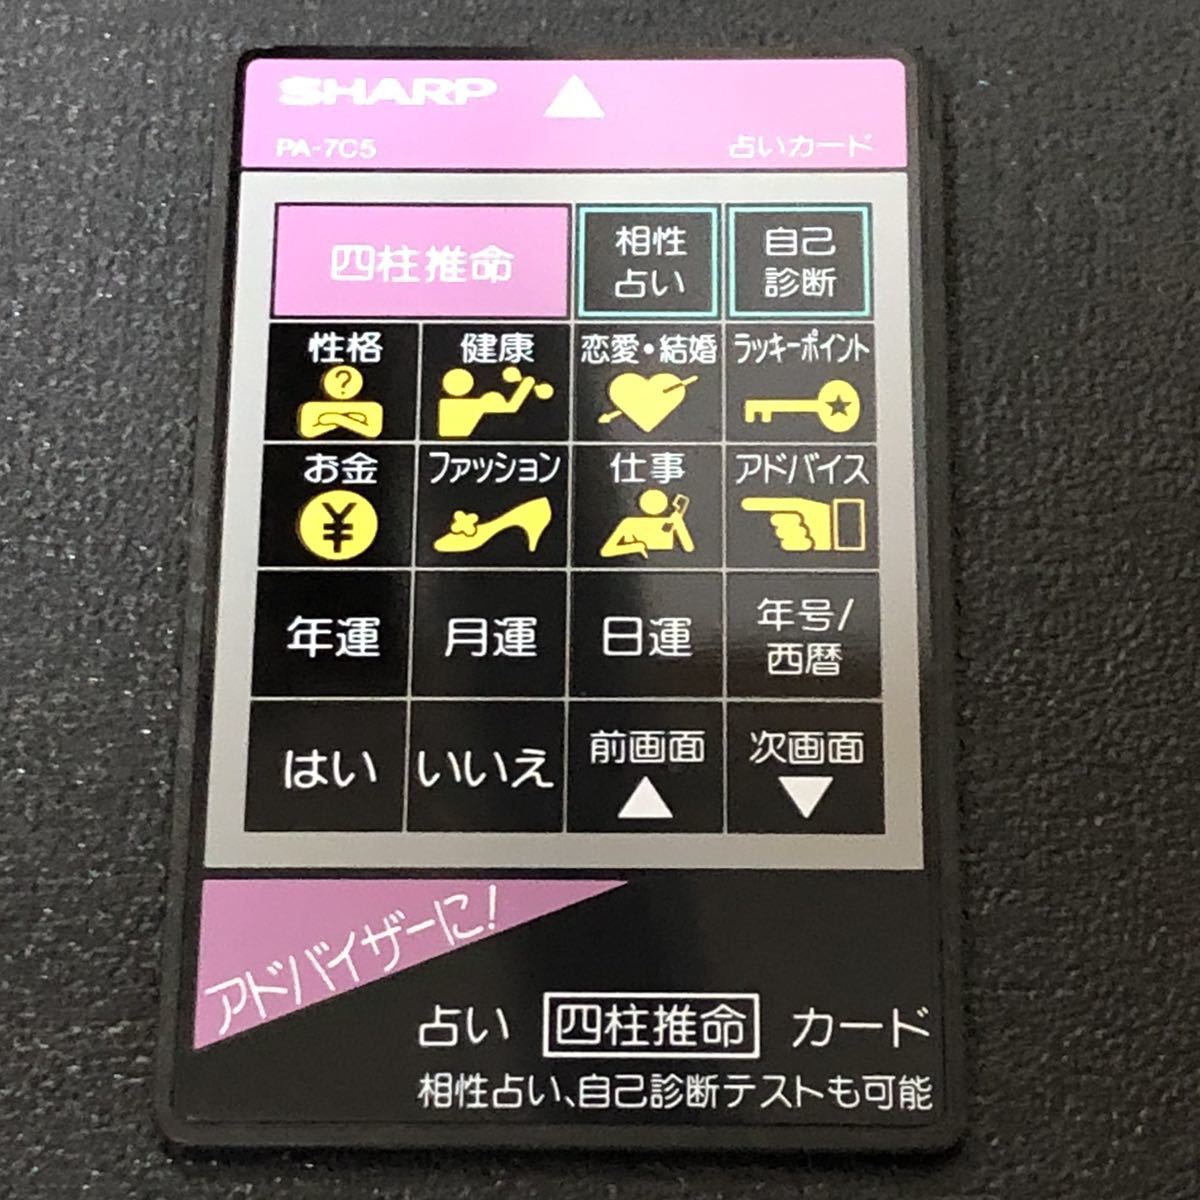 SHARP
PA-7C5 占いカード
四柱推命
相性
占い
自己
診断
性格
?
健康
恋愛・結婚
ラッキーポイント
お金
¥
ファッション
仕事
アドバイス
年運
月運
日運
年号/
西暦
はい
いいえ
前画面
次画面
アドバイザーに!
占い 四柱推命 カード
相性占い、自己診断テストも可能